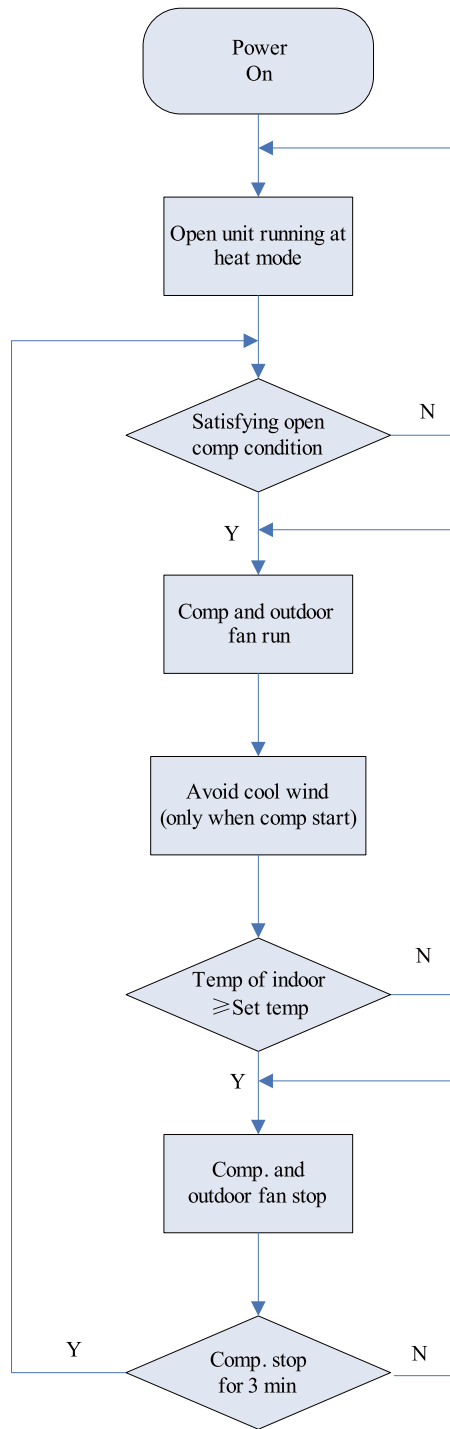 Power
On
Open unit running at
heat mode
Satisfying open
comp condition
N
Y
Comp and outdoor
fan run
Avoid cool wind
(only when comp start)
Temp of indoor
≥Set temp
N
Y
Comp. and
outdoor fan stop
Y
Comp. stop
for 3 min
N